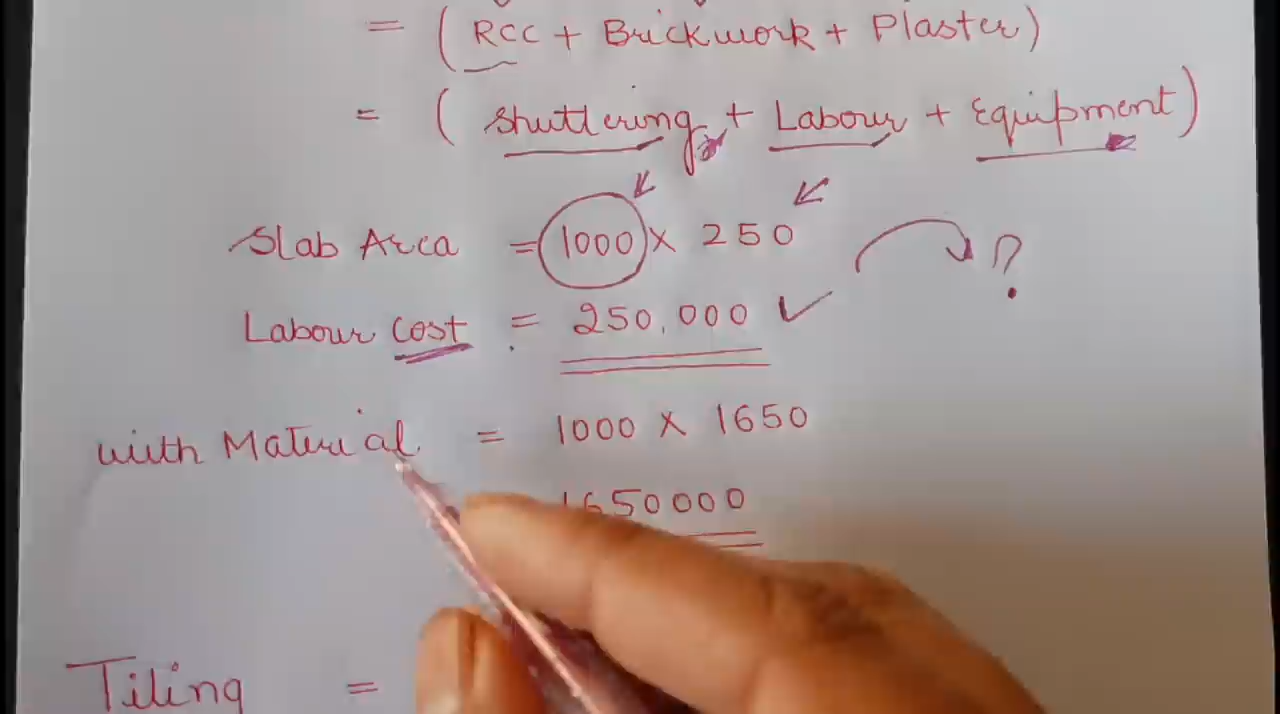 = (RCC + Brickwork + Plaster)
= (Shuttering + Labour + Equipment)
Slab Area = 1000 x 250 ?
Labour Cost = 250,000 ✓
with Material = 1000 x 1650
1650000
Tiling =